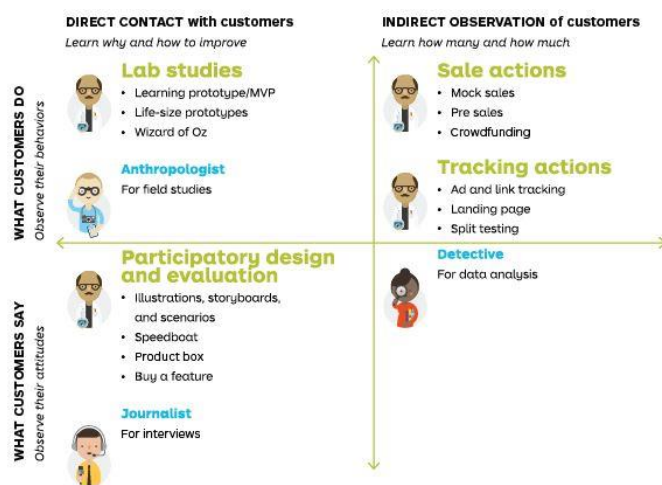 DIRECT CONTACT with customers
Learn why and how to improve
INDIRECT OBSERVATION of customers
Learn how many and how much
WHAT CUSTOMERS DO
Observe their behaviors
Lab studies
• Learning prototype/MVP
• Life-size prototypes
• Wizard of Oz
Anthropologist
For field studies
Sale actions
• Mock sales
• Pre sales
• Crowdfunding
Tracking actions
• Ad and link tracking
• Landing page
• Split testing
WHAT CUSTOMERS SAY
Observe their attitudes
Participatory design
and evaluation
• Illustrations, storyboards,
and scenarios
• Speedboat
• Product box
• Buy a feature
Journalist
For interviews
Detective
For data analysis